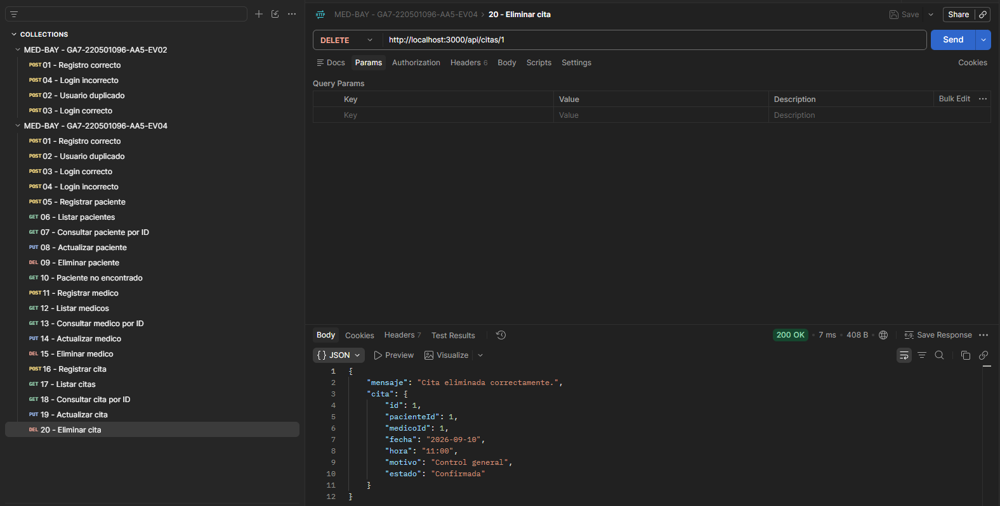 COLLECTIONS
MED-BAY - GA7-220501096-AA5-EV02
POST 01 - Registro correcto
POST 04 - Login incorrecto
POST 02 - Usuario duplicado
POST 03 - Login correcto
MED-BAY - GA7-220501096-AA5-EV04
POST 01 - Registro correcto
POST 02 - Usuario duplicado
POST 03 - Login correcto
POST 04 - Login incorrecto
POST 05 - Registrar paciente
GET 06 - Listar pacientes
GET 07 - Consultar paciente por ID
PUT 08 - Actualizar paciente
DEL 09 - Eliminar paciente
GET 10 - Paciente no encontrado
POST 11 - Registrar medico
GET 12 - Listar medicos
GET 13 - Consultar medico por ID
PUT 14 - Actualizar medico
DEL 15 - Eliminar medico
POST 16 - Registrar cita
GET 17 - Listar citas
GET 18 - Consultar cita por ID
PUT 19 - Actualizar cita
DEL 20 - Eliminar cita
HTTP MED-BAY - GA7-220501096-AA5-EV04 > 20 - Eliminar cita Save Share
DELETE http://localhost:3000/api/citas/1 Send
Docs Params Authorization Headers 6 Body Scripts Settings Cookies
Query Params
Key Value Description Bulk Edit
Key Value Description
Body Cookies Headers 7 Test Results 200 OK • 7 ms • 408 B e.g. Save Response
{ } JSON Preview Visualize
1 {
2 "mensaje": "Cita eliminada correctamente.",
3 "cita": {
4 "id": 1,
5 "pacienteId": 1,
6 "medicoId": 1,
7 "fecha": "2026-09-10",
8 "hora": "11:00",
9 "motivo": "Control general",
10 "estado": "Confirmada"
11 }
12 }